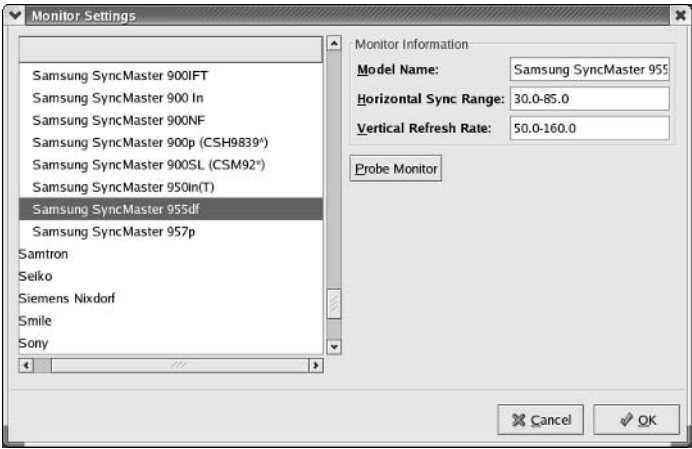 Monitor Settings
Samsung SyncMaster 900IFT
Samsung SyncMaster 900 In
Samsung SyncMaster 900NF
Samsung SyncMaster 900p (CSH9839^)
Samsung SyncMaster 900SL (CSM92^)
Samsung SyncMaster 950in(T)
Samsung SyncMaster 955df
Samsung SyncMaster 957p
Samtron
Seiko
Siemens Nixdorf
Smile
Sony
Monitor Information
Model Name: Samsung SyncMaster 955
Horizontal Sync Range: 30.0-85.0
Vertical Refresh Rate: 50.0-160.0
Probe Monitor
Cancel
OK